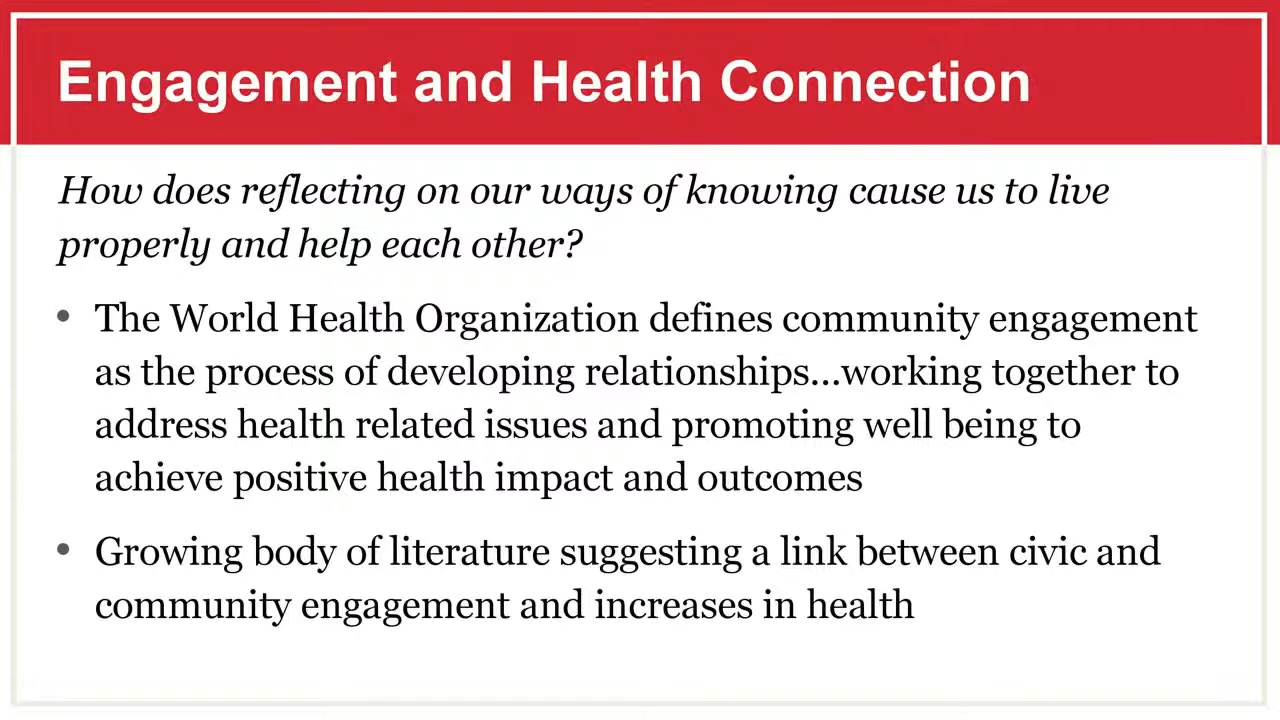 Engagement and Health Connection
How does reflecting on our ways of knowing cause us to live
properly and help each other?
• The World Health Organization defines community engagement
as the process of developing relationships...working together to
address health related issues and promoting well being to
achieve positive health impact and outcomes
• Growing body of literature suggesting a link between civic and
community engagement and increases in health